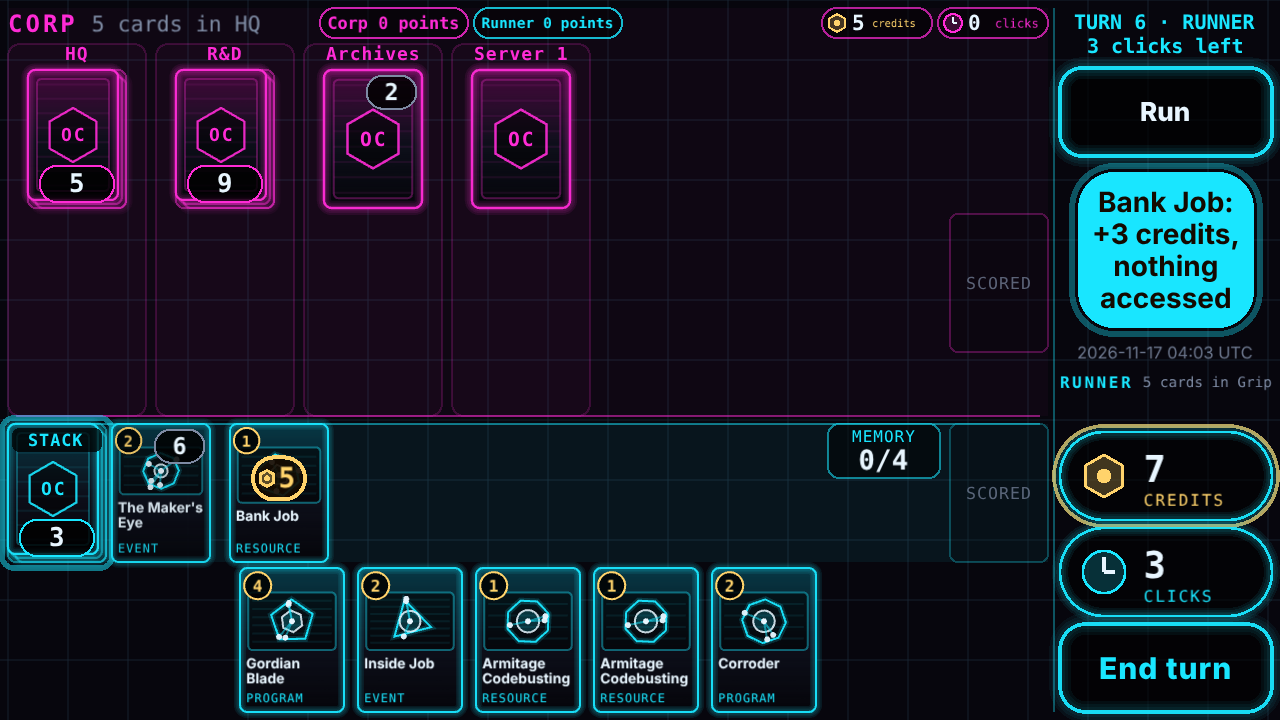 CORP 5 cards in HQ
Corp 0 points
Runner 0 points
5 credits
0 clicks
TURN 6 · RUNNER
3 clicks left
HQ
R&D
Archives
Server 1
OC
5
OC
9
2
OC
OC
SCORED
Run
Bank Job:
+3 credits,
nothing
accessed
2026-11-17 04:03 UTC
RUNNER 5 cards in Grip
STACK
OC
3
2
6
The Maker's
Eye
EVENT
1
5
Bank Job
RESOURCE
MEMORY
0/4
SCORED
7
CREDITS
3
CLICKS
End turn
4
Gordian
Blade
PROGRAM
2
Inside Job
EVENT
1
Armitage
Codebusting
RESOURCE
1
Armitage
Codebusting
RESOURCE
2
Corroder
PROGRAM